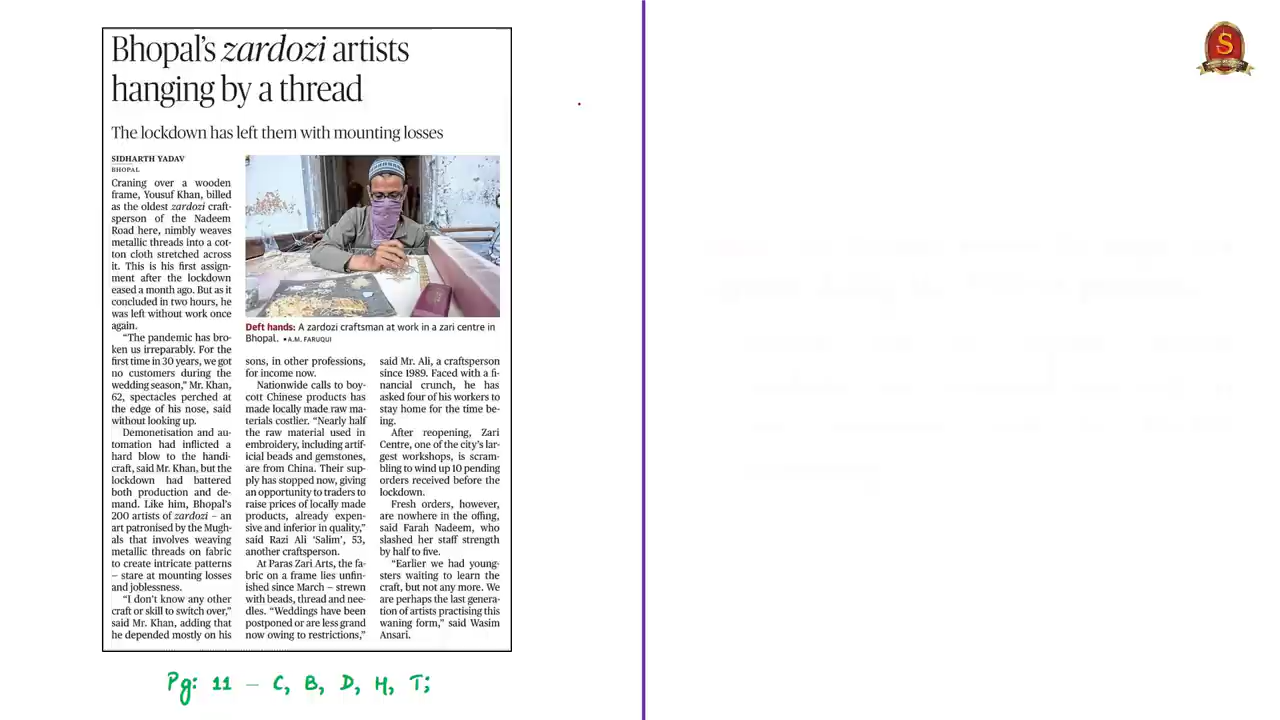 Bhopal's zardozi artists
hanging by a thread
The lockdown has left them with mounting losses
SIDHARTH YADAV
BHOPAL
Craning over a wooden
frame, Yousuf Khan, billed
as the oldest zardozi craft-
sperson of the Nadeem
Road here, nimbly weaves
metallic threads into a cot-
ton cloth stretched across
it. This is his first assign-
ment after the lockdown
eased a month ago. But as it
concluded in two hours, he
was left without work once
again.
"The pandemic has bro-
ken us irreparably. For the
first time in 30 years, we got
no customers during the
wedding season," Mr. Khan,
62, spectacles perched at
the edge of his nose, said
without looking up.
Demonetisation and au-
tomation had inflicted a
hard blow to the handi-
craft, said Mr. Khan, but the
lockdown had battered
both production and de-
mand. Like him, Bhopal's
200 artists of zardozi – an
art patronised by the Mugh-
als that involves weaving
metallic threads on fabric
to create intricate patterns
– stare at mounting losses
and joblessness.
"I don't know any other
craft or skill to switch over,"
said Mr. Khan, adding that
he depended mostly on his
Deft hands: A zardozi craftsman at work in a zari centre in
Bhopal. • A.M. FARUQUI
sons, in other professions,
for income now.
Nationwide calls to boy-
cott Chinese products has
made locally made raw ma-
terials costlier. "Nearly half
the raw material used in
embroidery, including artif-
icial beads and gemstones,
are from China. Their sup-
ply has stopped now, giving
an opportunity to traders to
raise prices of locally made
products, already expen-
sive and inferior in quality,"
said Razi Ali 'Salim', 53,
another craftsperson.
At Paras Zari Arts, the fa-
bric on a frame lies unfin-
ished since March – strewn
with beads, thread and nee-
dles. "Weddings have been
postponed or are less grand
now owing to restrictions,"
said Mr. Ali, a craftsperson
since 1989. Faced with a fi-
nancial crunch, he has
asked four of his workers to
stay home for the time be-
ing.
After reopening, Zari
Centre, one of the city's lar-
gest workshops, is scram-
bling to wind up 10 pending
orders received before the
lockdown.
Fresh orders, however,
are nowhere in the offing,
said Farah Nadeem, who
slashed her staff strength
by half to five.
"Earlier we had young-
sters waiting to learn the
craft, but not any more. We
are perhaps the last genera-
tion of artists practising this
waning form," said Wasim
Ansari.
Pg: 11 – C, B, D, H, T;
S